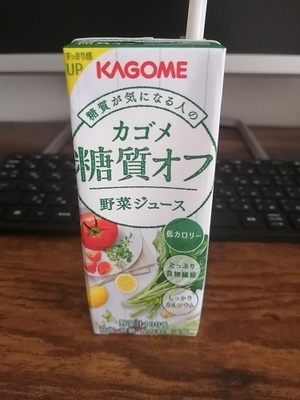 すっきり感
UP
KAGOME
糖質が気になる人の
カゴメ
糖質オフ
野菜ジュース
低カロリー
たっぷり
食物繊維
しっかり
カルシウム